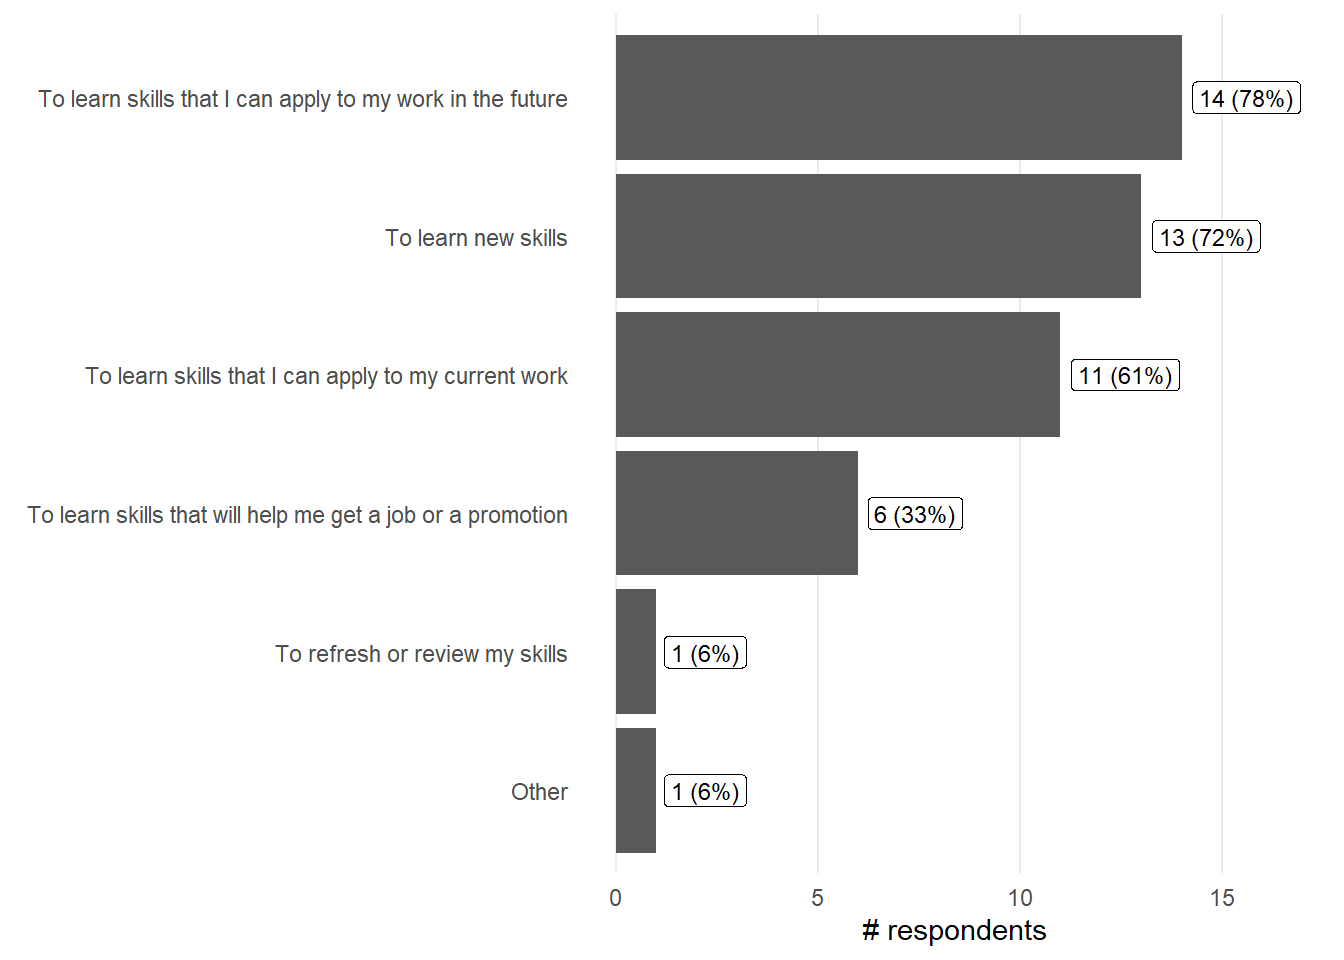 To learn skills that I can apply to my work in the future
14 (78%)
To learn new skills
13 (72%)
To learn skills that I can apply to my current work
11 (61%)
To learn skills that will help me get a job or a promotion
6 (33%)
To refresh or review my skills
1 (6%)
Other
1 (6%)
0 5 10 15
# respondents